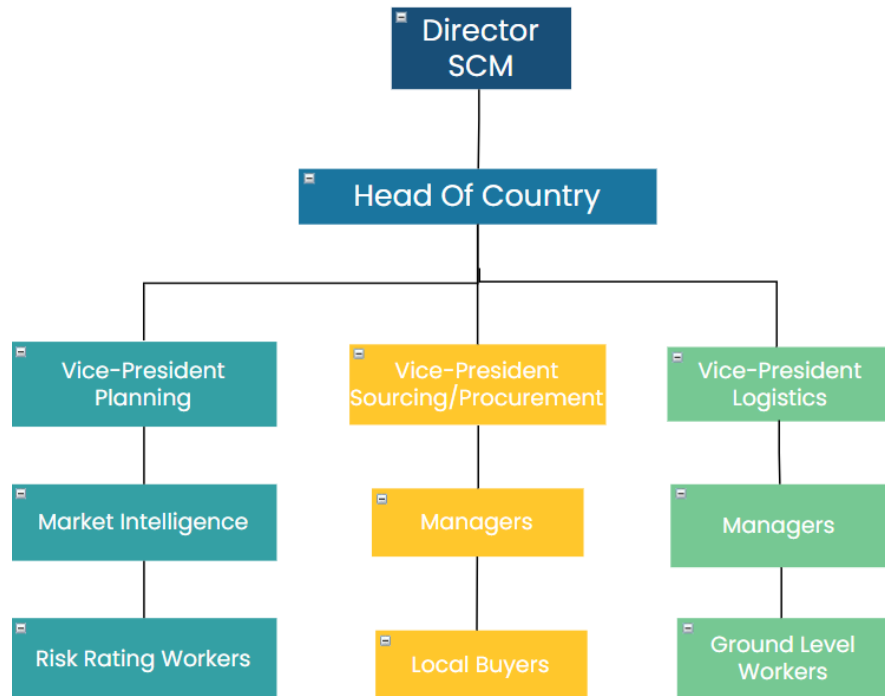 Director
SCM
Head Of Country
Vice-President
Planning
Vice-President
Sourcing/Procurement
Vice-President
Logistics
Market Intelligence
Managers
Managers
Risk Rating Workers
Local Buyers
Ground Level
Workers